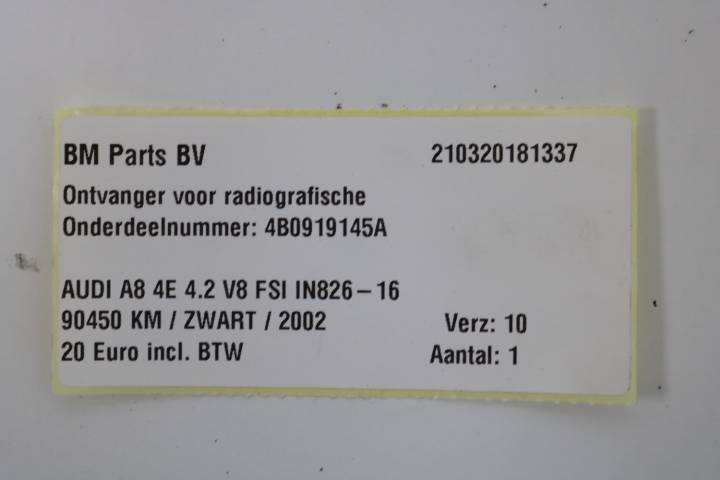 BM Parts BV 210320181337
Ontvanger voor radiografische
Onderdeelnummer: 4B0919145A
AUDI A8 4E 4.2 V8 FSI IN826-16
90450 KM / ZWART / 2002 Verz: 10
20 Euro incl. BTW Aantal: 1